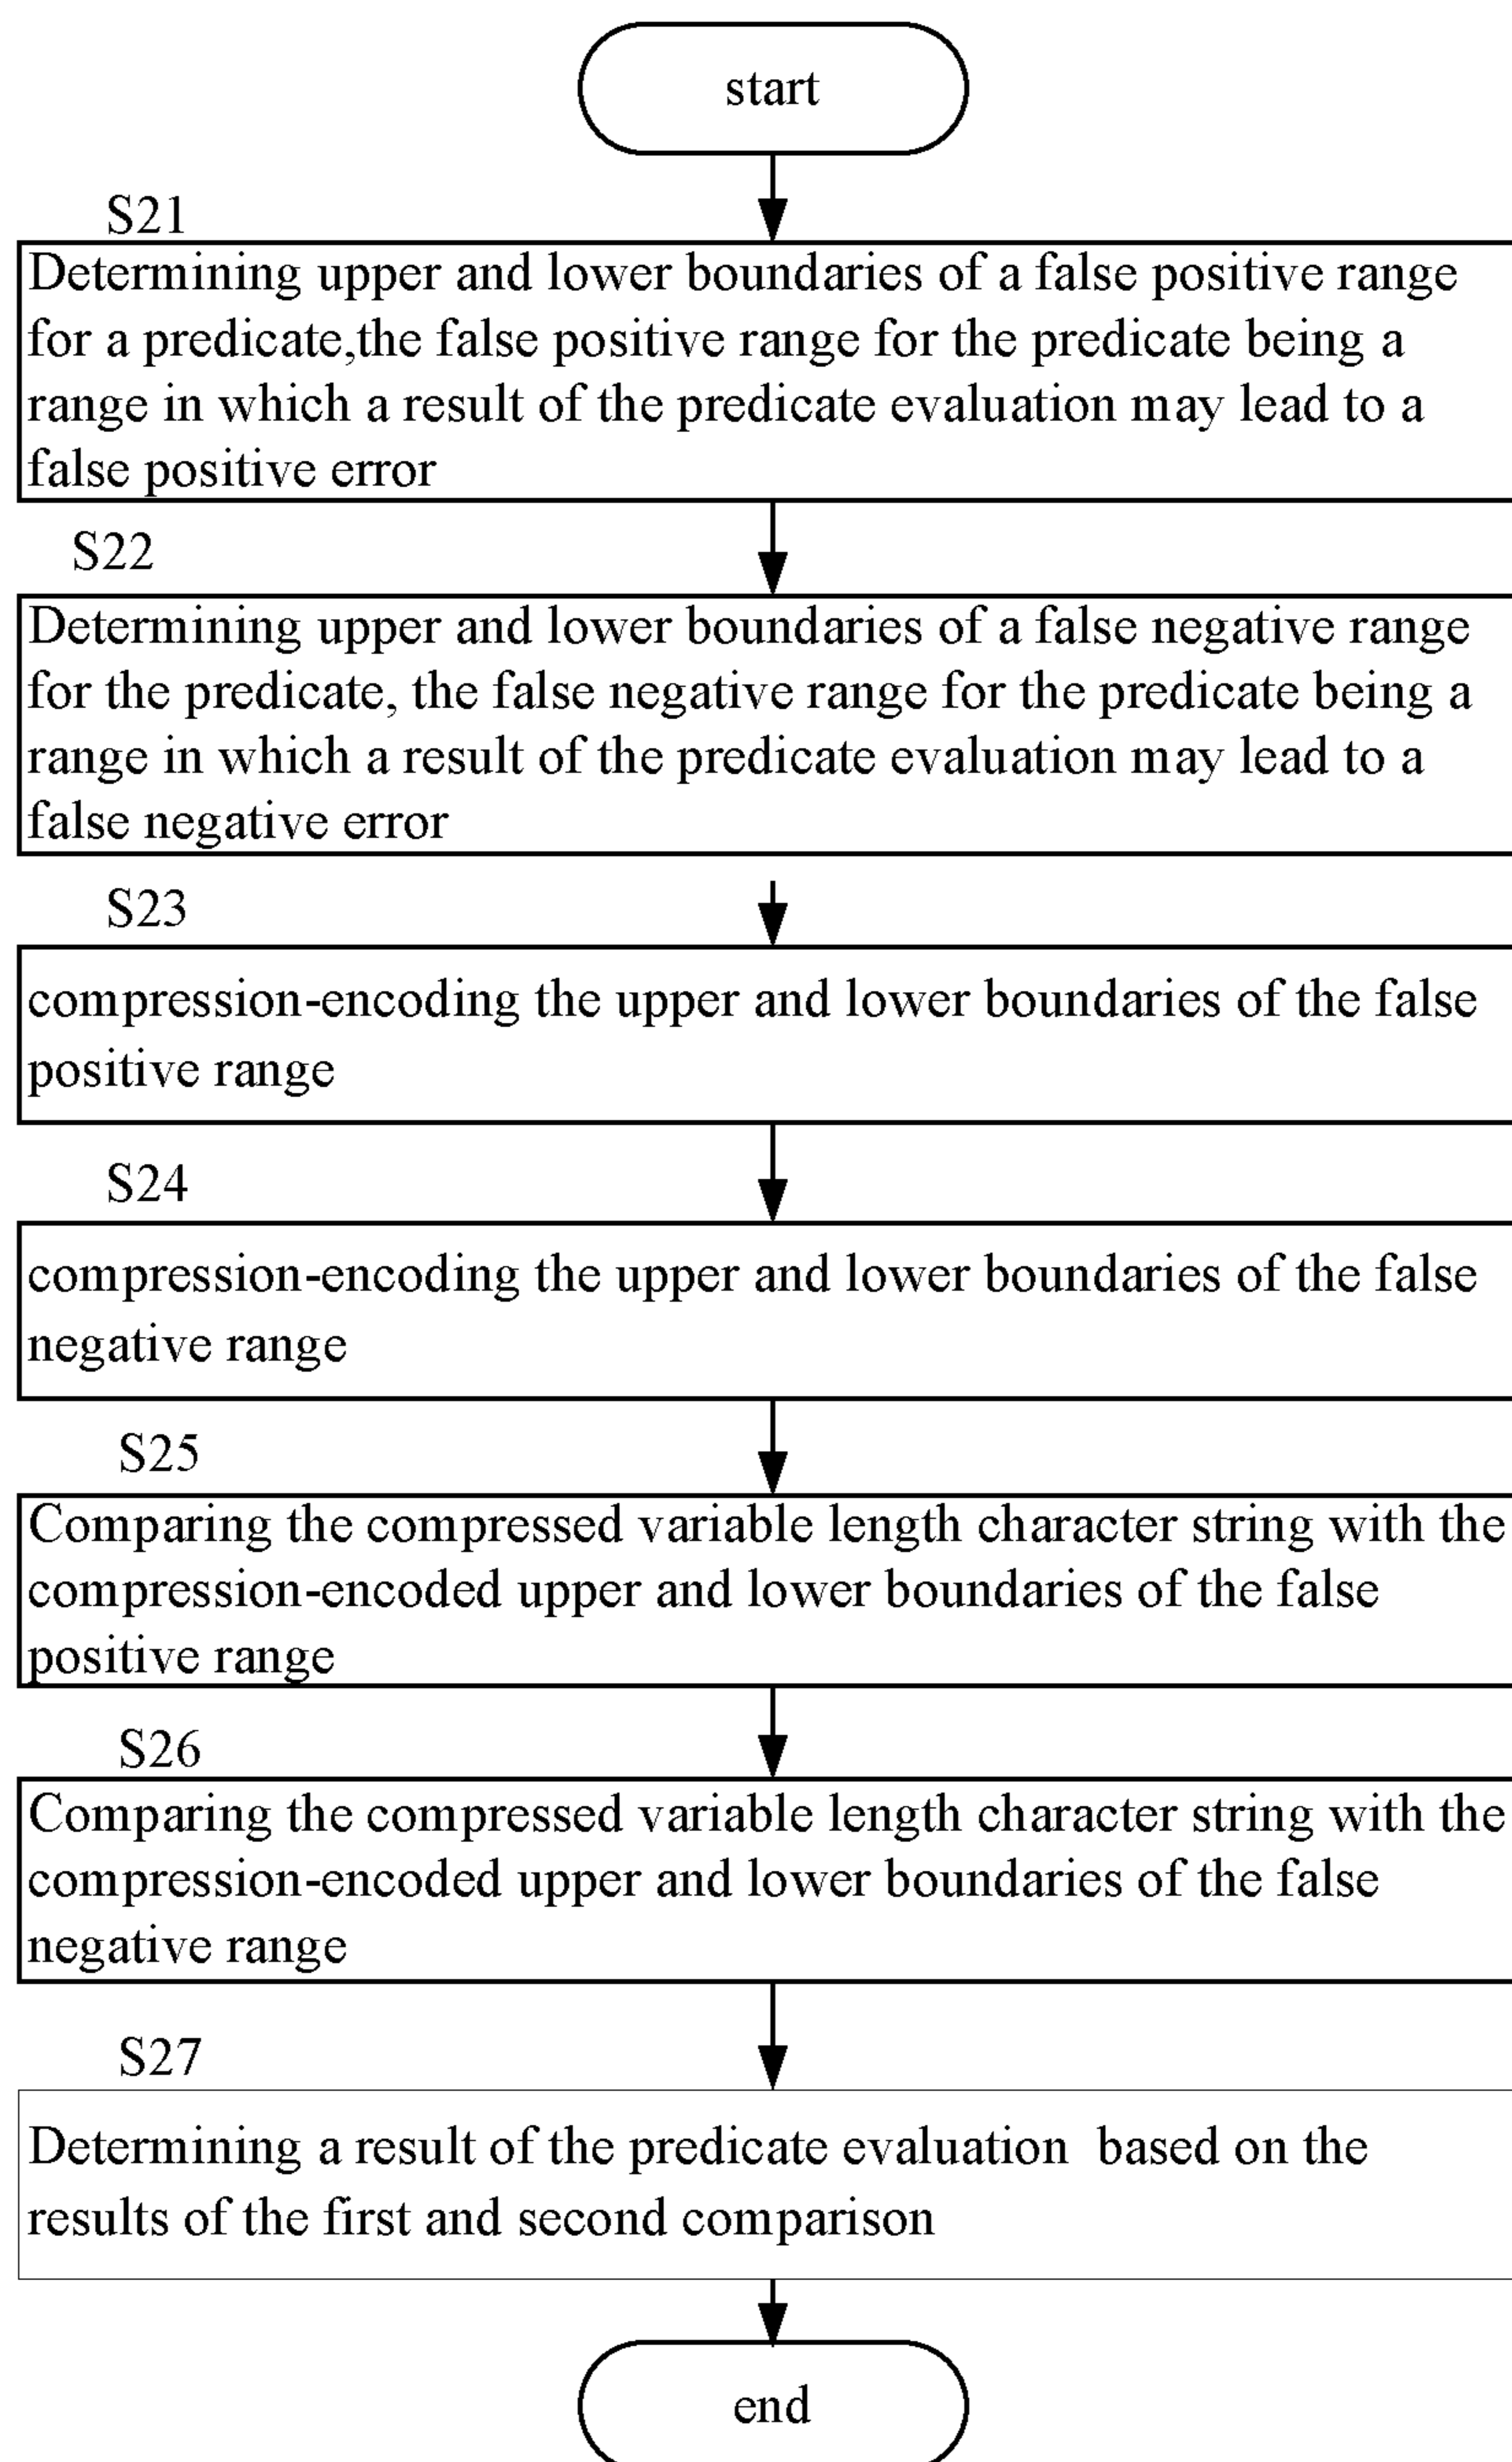 start
S21
Determining upper and lower boundaries of a false positive range
for a predicate,the false positive range for the predicate being a
range in which a result of the predicate evaluation may lead to a
false positive error
S22
Determining upper and lower boundaries of a false negative range
for the predicate, the false negative range for the predicate being a
range in which a result of the predicate evaluation may lead to a
false negative error
S23
compression-encoding the upper and lower boundaries of the false
positive range
S24
compression-encoding the upper and lower boundaries of the false
negative range
S25
Comparing the compressed variable length character string with the
compression-encoded upper and lower boundaries of the false
positive range
S26
Comparing the compressed variable length character string with the
compression-encoded upper and lower boundaries of the false
negative range
S27
Determining a result of the predicate evaluation  based on the
results of the first and second comparison
end